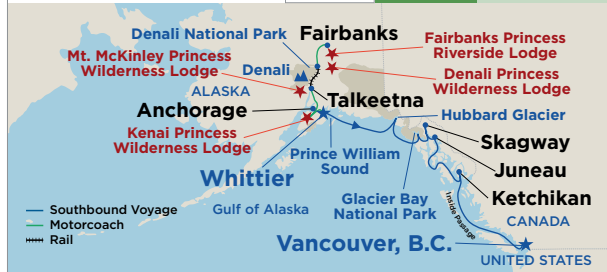 Fairbanks
Denali National Park
Fairbanks Princess
Riverside Lodge
Mt. McKinley Princess
Wilderness Lodge
Denali
Denali Princess
Wilderness Lodge
ALASKA
Talkeetna
Anchorage
Hubbard Glacier
Kenai Princess
Wilderness Lodge
Skagway
Prince William
Sound
Juneau
Whittier
Glacier Bay
National Park
Ketchikan
Inside Passage
Southbound Voyage
Motorcoach
Rail
Gulf of Alaska
CANADA
Vancouver, B.C.
UNITED STATES